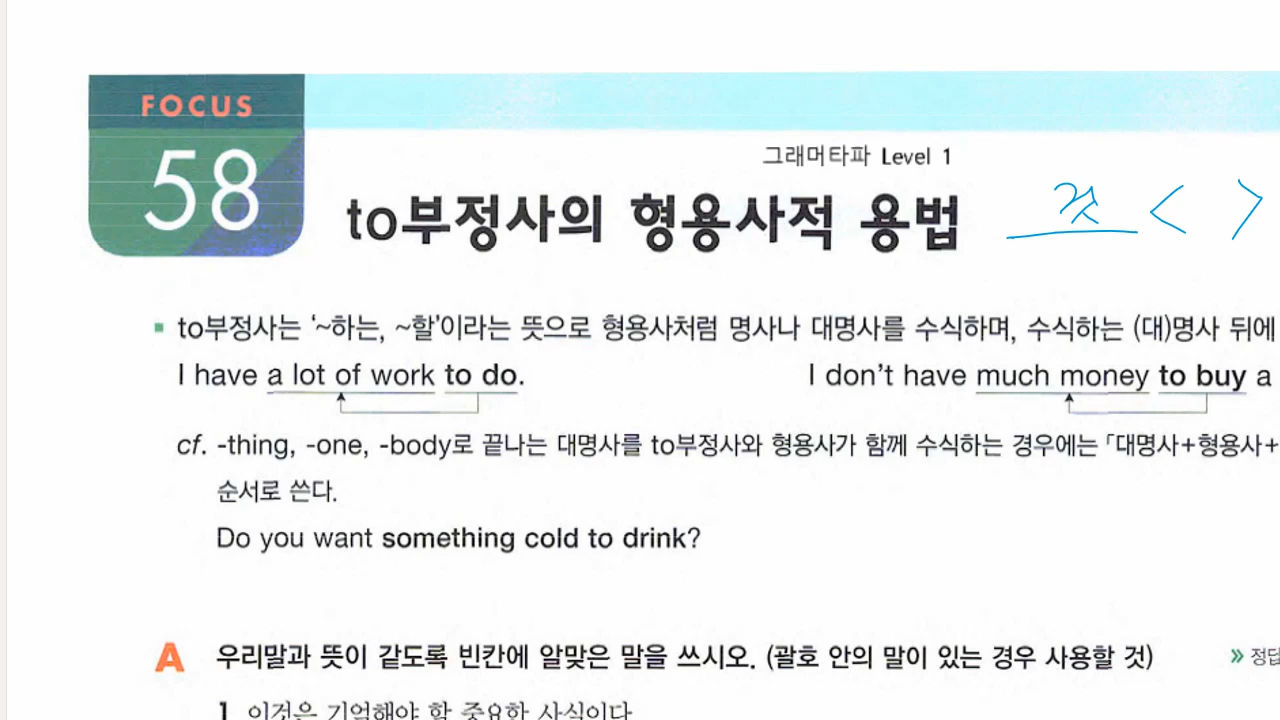 FOCUS
58
그래머타파 Level 1
to부정사의 형용사적 용법
것 < >
to부정사는 '~하는, ~할'이라는 뜻으로 형용사처럼 명사나 대명사를 수식하며, 수식하는 (대)명사 뒤에
I have a lot of work to do.
I don't have much money to buy a
cf. -thing, -one, -body로 끝나는 대명사를 to부정사와 형용사가 함께 수식하는 경우에는 「대명사+형용사+
순서로 쓴다.
Do you want something cold to drink?
A 우리말과 뜻이 같도록 빈칸에 알맞은 말을 쓰시오. (괄호 안의 말이 있는 경우 사용할 것)
» 정답
1 이것은 기억해야 할 중요한 사실이다